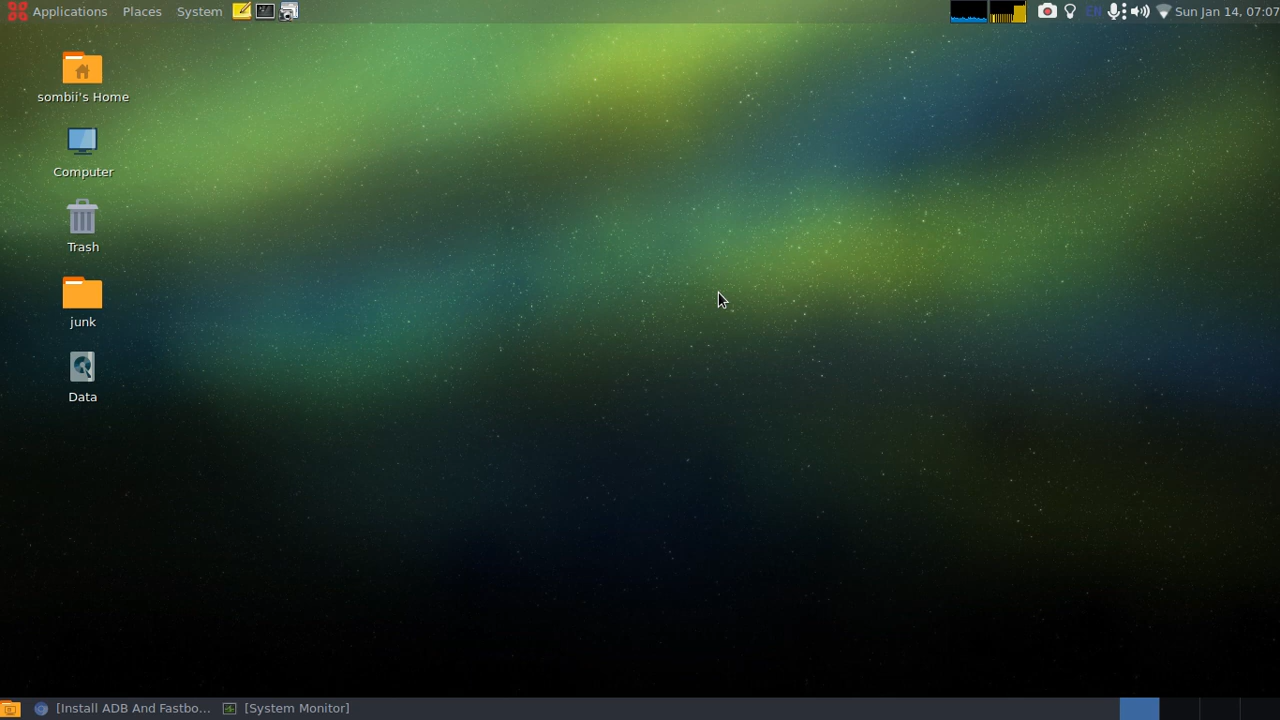 Applications Places System EN Sun Jan 14, 07:07
sombii's Home
Computer
Trash
junk
Data
[Install ADB And Fastbo... [System Monitor]